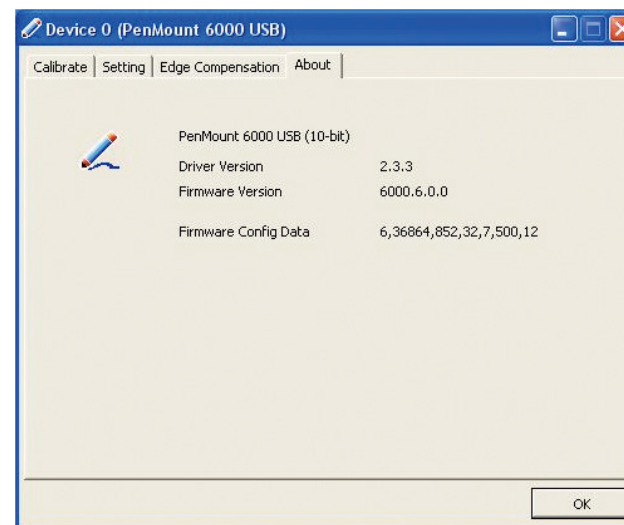 Device 0 (PenMount 6000 USB)
Calibrate Setting Edge Compensation About
PenMount 6000 USB (10-bit)
Driver Version 2.3.3
Firmware Version 6000.6.0.0
Firmware Config Data 6,36864,852,32,7,500,12
OK